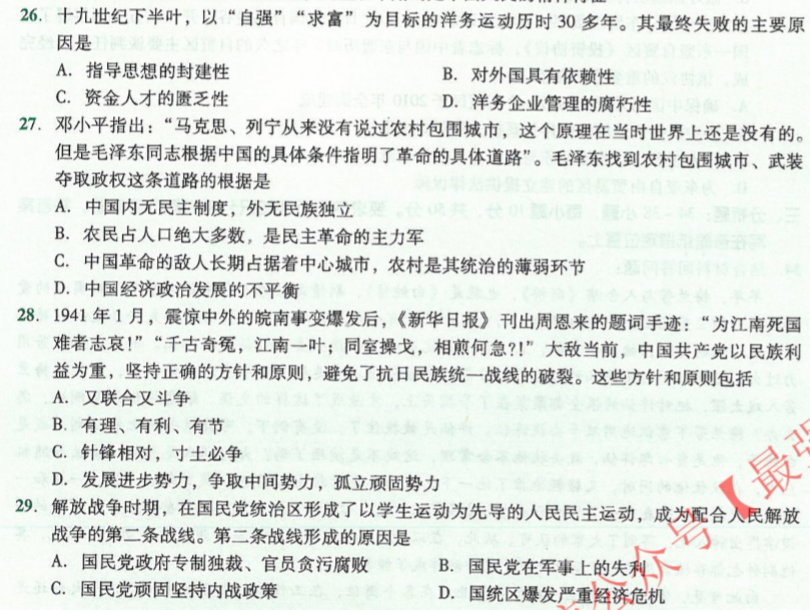 26. 十九世纪下半叶，以“自强”“求富”为目标的洋务运动历时30多年。其最终失败的主要原
因是
A. 指导思想的封建性 B. 对外国具有依赖性
C. 资金人才的匮乏性 D. 洋务企业管理的腐朽性
27. 邓小平指出：“马克思、列宁从来没有说过农村包围城市，这个原理在当时世界上还是没有的。
但是毛泽东同志根据中国的具体条件指明了革命的具体道路”。毛泽东找到农村包围城市、武装
夺取政权这条道路的根据是
A. 中国内无民主制度，外无民族独立
B. 农民占人口绝大多数，是民主革命的主力军
C. 中国革命的敌人长期占据着中心城市，农村是其统治的薄弱环节
D. 中国经济政治发展的不平衡
28. 1941年1月，震惊中外的皖南事变爆发后，《新华日报》刊出周恩来的题词手迹：“为江南死国
难者志哀！”“千古奇冤，江南一叶；同室操戈，相煎何急？！”大敌当前，中国共产党以民族利
益为重，坚持正确的方针和原则，避免了抗日民族统一战线的破裂。这些方针和原则包括
A. 又联合又斗争
B. 有理、有利、有节
C. 针锋相对，寸土必争
D. 发展进步势力，争取中间势力，孤立顽固势力
29. 解放战争时期，在国民党统治区形成了以学生运动为先导的人民民主运动，成为配合人民解放
战争的第二条战线。第二条战线形成的原因是
A. 国民党政府专制独裁、官员贪污腐败 B. 国民党在军事上的失利
C. 国民党顽固坚持内战政策 D. 国统区爆发严重经济危机
公众号【最强